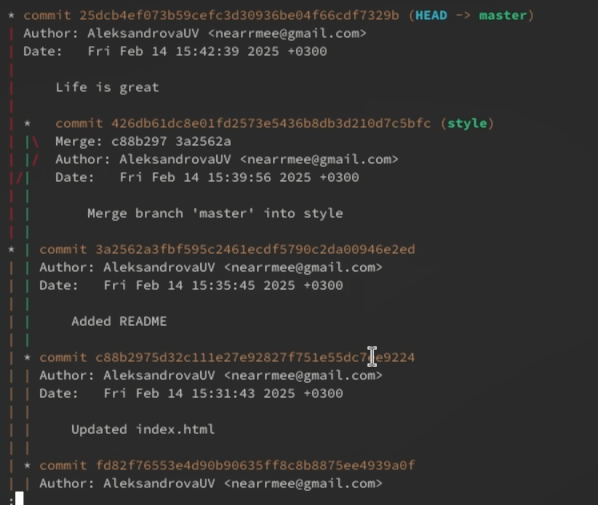 * commit 25dcb4ef073b59cefc3d30936be04f66cdf7329b (HEAD -> master)
| Author: AleksandrovaUV <nearrmee@gmail.com>
| Date:   Fri Feb 14 15:42:39 2025 +0300
|
|     Life is great
|
| *   commit 426db61dc8e01fd2573e5436b8db3d210d7c5bfc (style)
| |\  Merge: c88b297 3a2562a
| |/  Author: AleksandrovaUV <nearrmee@gmail.com>
|/|   Date:   Fri Feb 14 15:39:56 2025 +0300
| |
| |       Merge branch 'master' into style
| |
* | commit 3a2562a3fbf595c2461ecdf5790c2da00946e2ed
| | Author: AleksandrovaUV <nearrmee@gmail.com>
| | Date:   Fri Feb 14 15:35:45 2025 +0300
| |
| |     Added README
| |
| * commit
| | Author: AleksandrovaUV <nearrmee@gmail.com>
| | Date:   Fri Feb 14 15:31:43 2025 +0300
| |
| |     Updated index.html
| |
| * commit fd82f76553e4d90b90635ff8c8b8875ee4939a0f
| | Author: AleksandrovaUV <nearrmee@gmail.com>
: